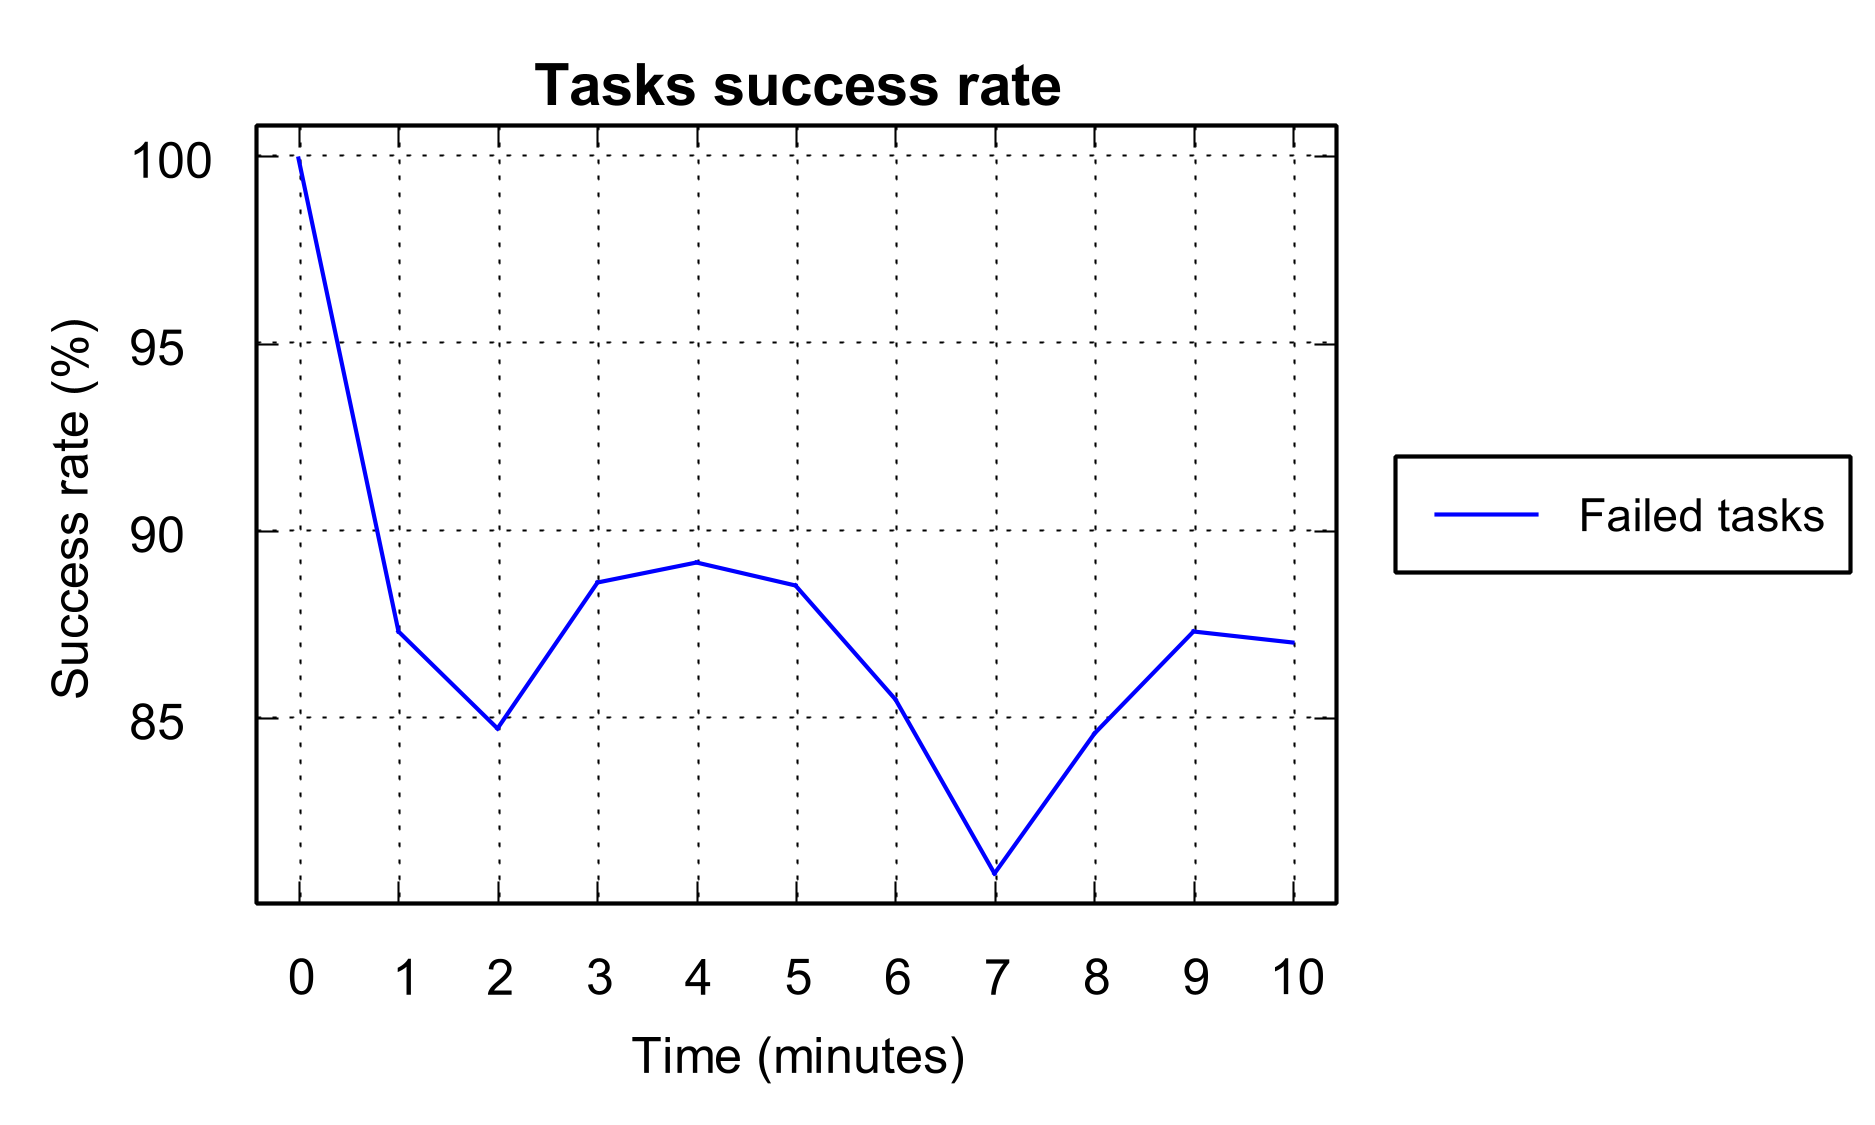 Tasks success rate
100
95
90
85
Success rate (%)
Failed tasks
0 1 2 3 4 5 6 7 8 9 10
Time (minutes)